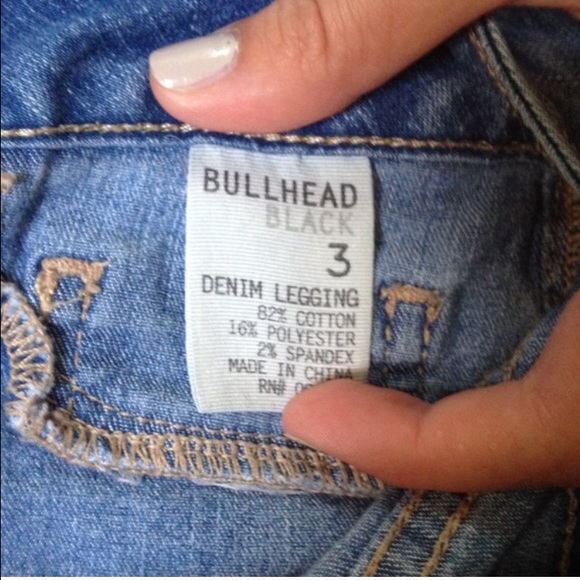 BULLHEAD
BLACK
3
DENIM LEGGING
82% COTTON
16% POLYESTER
2% SPANDEX
MADE IN CHINA
RN#